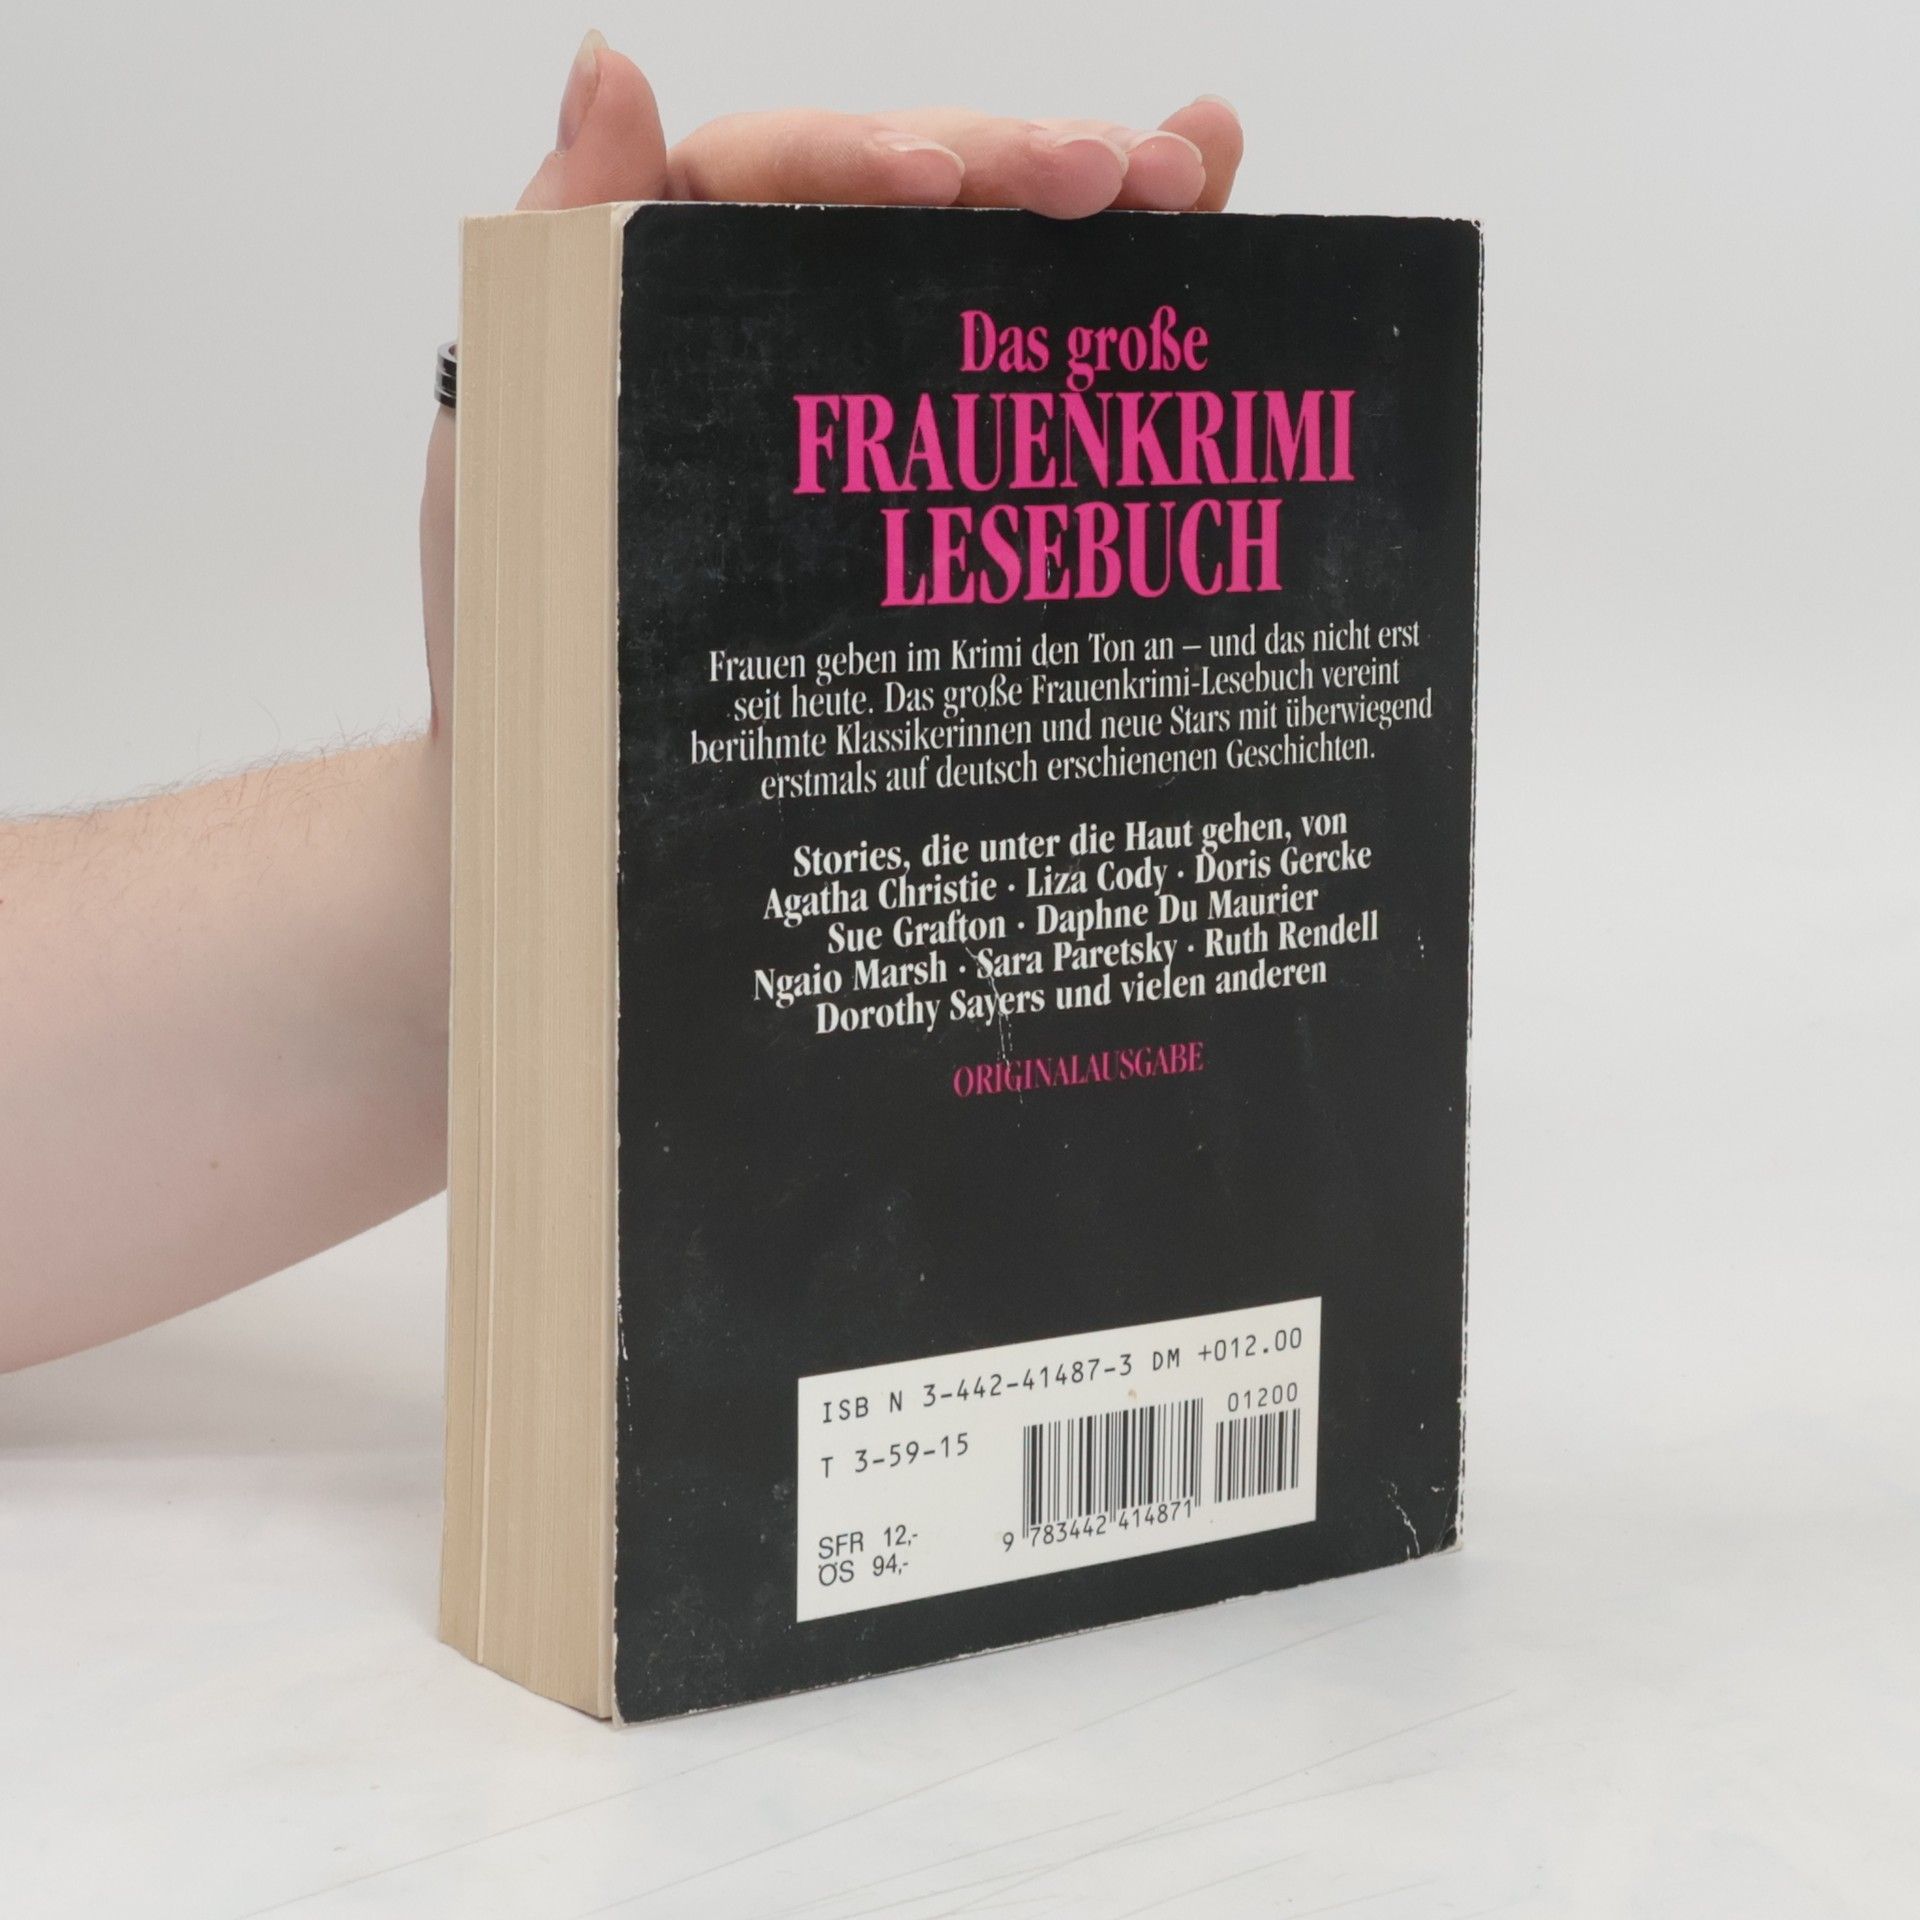 Das große
FRAUENKRIMI
LESEBUCH
Frauen geben im Krimi den Ton an – und das nicht erst
seit heute. Das große Frauenkrimi-Lesebuch vereint
berühmte Klassikerinnen und neue Stars mit überwiegend
erstmals auf deutsch erschienenen Geschichten.
Stories, die unter die Haut gehen, von
Agatha Christie · Liza Cody · Doris Gercke
Sue Grafton · Daphne Du Maurier
Ngaio Marsh · Sara Paretsky · Ruth Rendell
Dorothy Sayers und vielen anderen
ORIGINALAUSGABE
ISB N 3-442-41487-3 DM +012.00
01200
T 3-59-15
9 783442 414871
SFR 12,-
ÖS 94,-